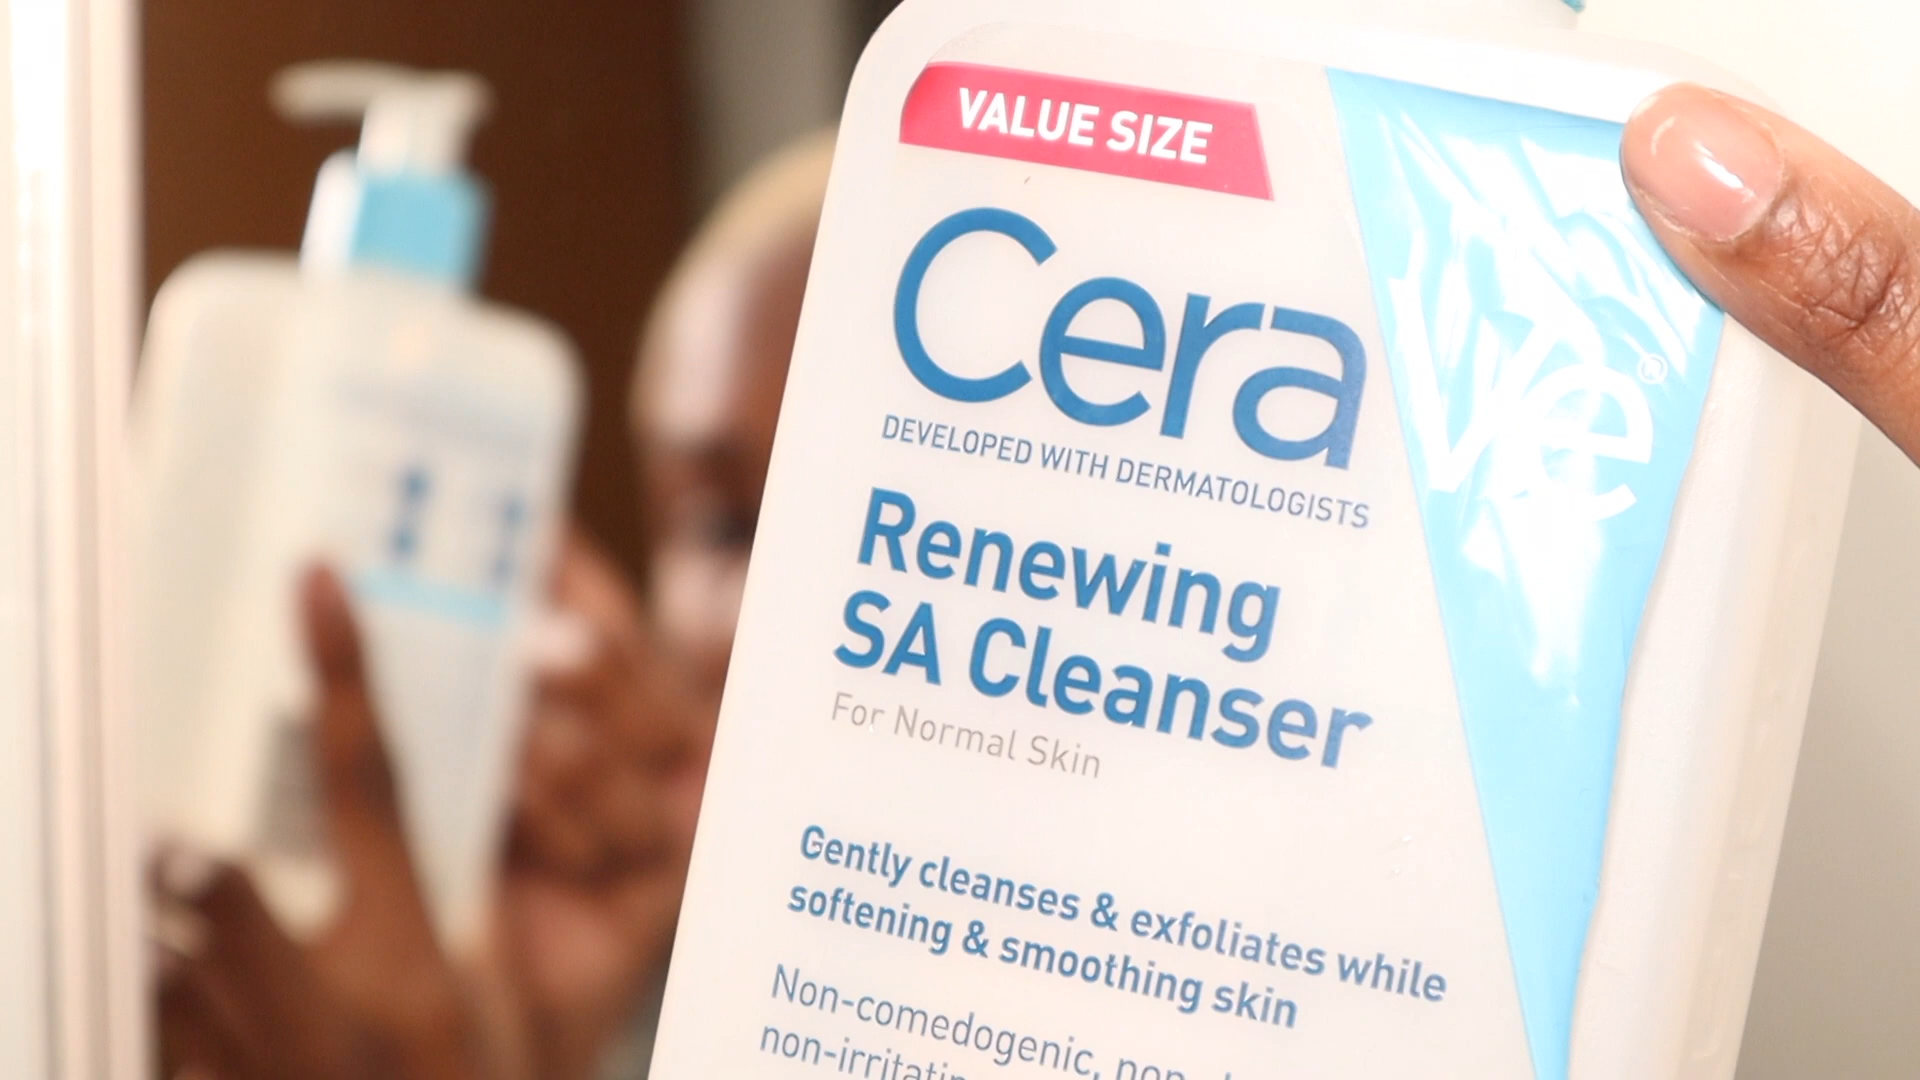 VALUE SIZE
CeraVe®
DEVELOPED WITH DERMATOLOGISTS
Renewing
SA Cleanser
For Normal Skin
Gently cleanses & exfoliates while
softening & smoothing skin
Non-comedogenic,